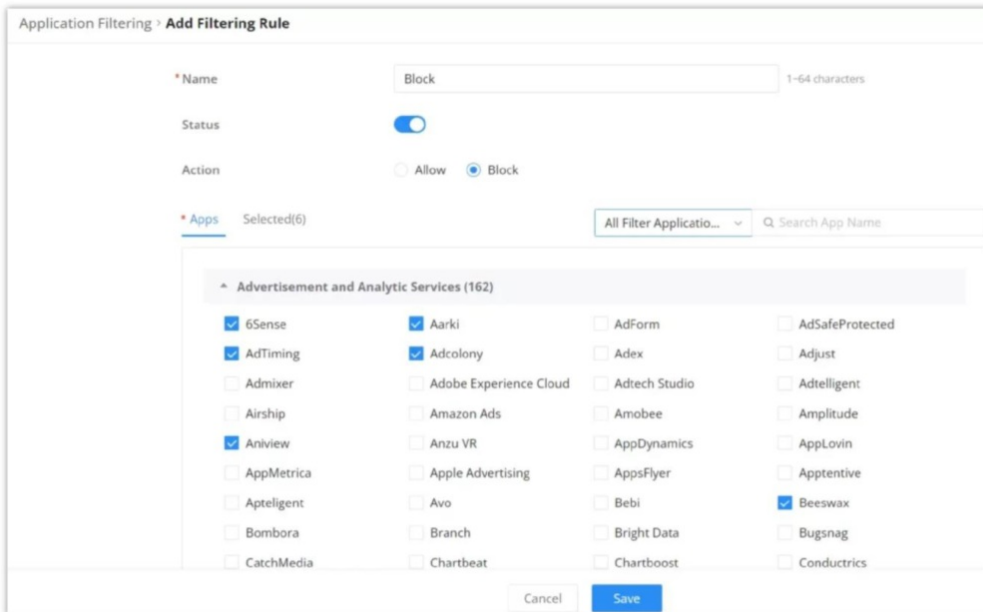 Application Filtering > Add Filtering Rule
* Name Block 1~64 characters
Status
Action Allow Block
* Apps Selected(6) All Filter Applicatio... Search App Name
Advertisement and Analytic Services (162)
6Sense Aarki AdForm AdSafeProtected
AdTiming Adcolony Adex Adjust
Admixer Adobe Experience Cloud Adtech Studio Adtelligent
Airship Amazon Ads Amobee Amplitude
Aniview Anzu VR AppDynamics AppLovin
AppMetrica Apple Advertising AppsFlyer Apptentive
Apteligent Avo Bebi Beeswax
Bombora Branch Bright Data Bugsnag
CatchMedia Chartbeat Chartboost Conductrics
Cancel Save